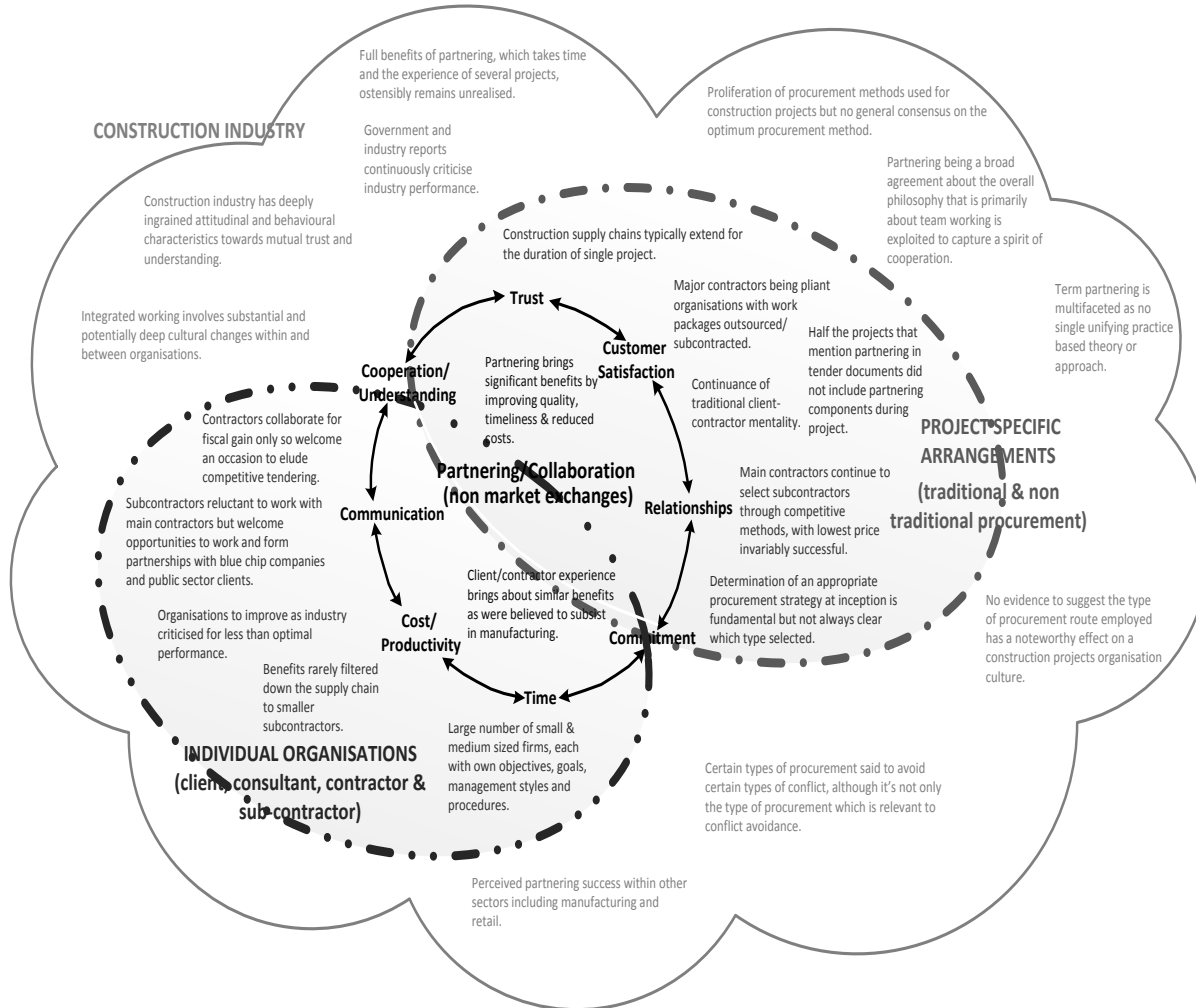 Full benefits of partnering, which takes time
and the experience of several projects,
ostensibly remains unrealised.
Proliferation of procurement methods used for
construction projects but no general consensus on the
optimum procurement method.
CONSTRUCTION INDUSTRY
Government and
industry reports
continuously criticise
industry performance.
Partnering being a broad
agreement about the overall
philosophy that is primarily
about team working is
exploited to capture a spirit of
cooperation.
Construction industry has deeply
ingrained attitudinal and behavioural
characteristics towards mutual trust and
understanding.
Construction supply chains typically extend for
the duration of single project.
Term partnering is
multifaceted as no
single unifying practice
based theory or
approach.
Integrated working involves substantial and
potentially deep cultural changes within and
between organisations.
Trust
Major contractors being pliant
organisations with work
packages outsourced/
subcontracted.
Half the projects that
mention partnering in
tender documents did
not include partnering
components during
project.
Customer
Satisfaction
Cooperation/
Understanding
Partnering brings
significant benefits by
improving quality,
timeliness & reduced
costs.
Continuance of
traditional client-
contractor mentality.
Contractors collaborate for
fiscal gain only so welcome
an occasion to elude
competitive tendering.
PROJECT SPECIFIC
ARRANGEMENTS
(traditional & non
traditional procurement)
Partnering/Collaboration
(non market exchanges)
Main contractors continue to
select subcontractors
through competitive
methods, with lowest price
invariably successful.
Subcontractors reluctant to work with
main contractors but welcome
opportunities to work and form
partnerships with blue chip companies
and public sector clients.
Communication
Relationships
Client/contractor experience
brings about similar benefits
as were believed to subsist
in manufacturing.
Determination of an appropriate
procurement strategy at inception is
fundamental but not always clear
which type selected.
No evidence to suggest the type
of procurement route employed
has a noteworthy effect on a
construction projects organisation
culture.
Organisations to improve as industry
criticised for less than optimal
performance.
Cost/
Productivity
Commitment
Benefits rarely filtered
down the supply chain
to smaller
subcontractors.
Time
Large number of small &
medium sized firms, each
with own objectives, goals,
management styles and
procedures.
INDIVIDUAL ORGANISATIONS
(client, consultant, contractor &
sub-contractor)
Certain types of procurement said to avoid
certain types of conflict, although it's not only
the type of procurement which is relevant to
conflict avoidance.
Perceived partnering success within other
sectors including manufacturing and
retail.